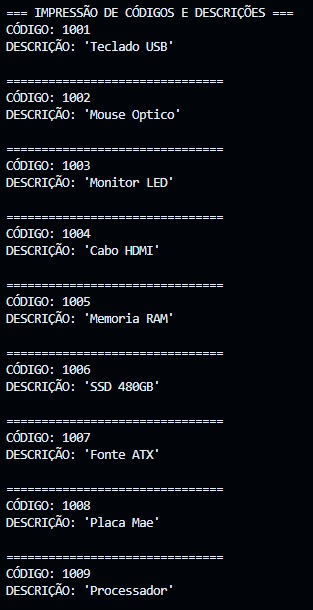 === IMPRESSÃO DE CÓDIGOS E DESCRIÇÕES ===
CÓDIGO: 1001
DESCRIÇÃO: 'Teclado USB'
===============================
CÓDIGO: 1002
DESCRIÇÃO: 'Mouse Optico'
===============================
CÓDIGO: 1003
DESCRIÇÃO: 'Monitor LED'
===============================
CÓDIGO: 1004
DESCRIÇÃO: 'Cabo HDMI'
===============================
CÓDIGO: 1005
DESCRIÇÃO: 'Memoria RAM'
===============================
CÓDIGO: 1006
DESCRIÇÃO: 'SSD 480GB'
===============================
CÓDIGO: 1007
DESCRIÇÃO: 'Fonte ATX'
===============================
CÓDIGO: 1008
DESCRIÇÃO: 'Placa Mae'
===============================
CÓDIGO: 1009
DESCRIÇÃO: 'Processador'